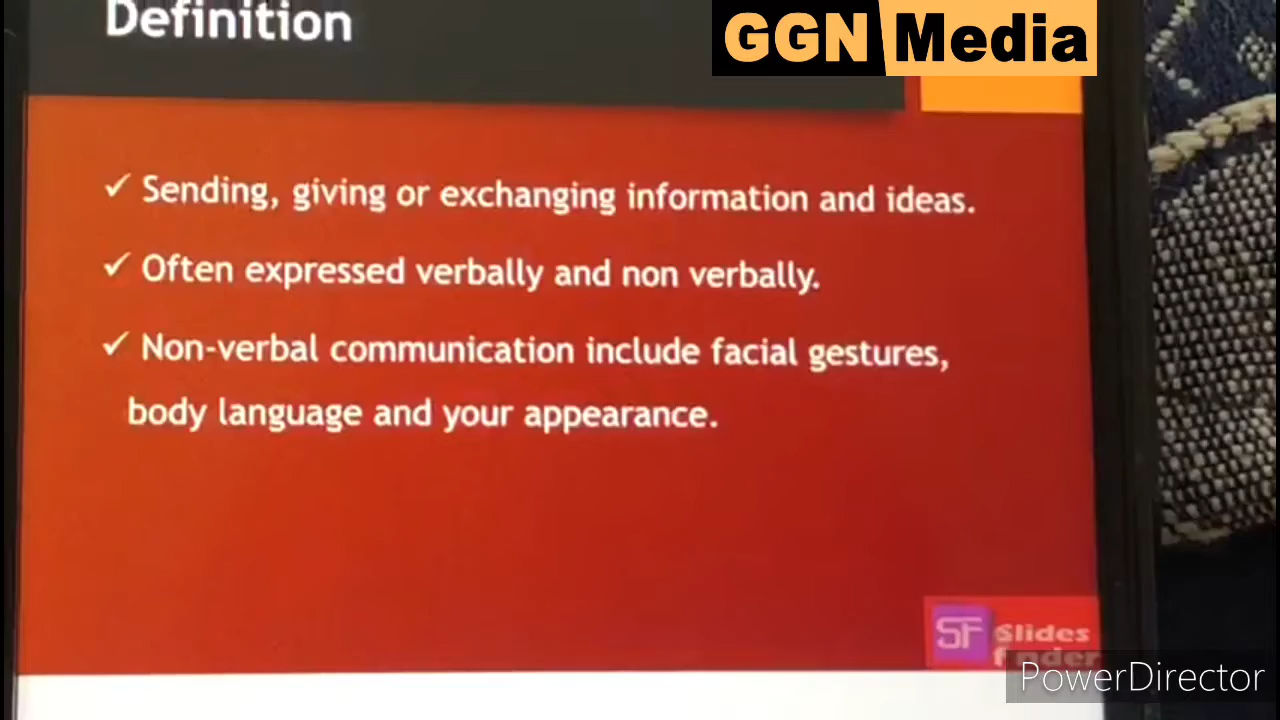 Definition
GGN Media
✓ Sending, giving or exchanging information and ideas.
✓ Often expressed verbally and non verbally.
✓ Non-verbal communication include facial gestures,
body language and your appearance.
SF Slides
finder
PowerDirector